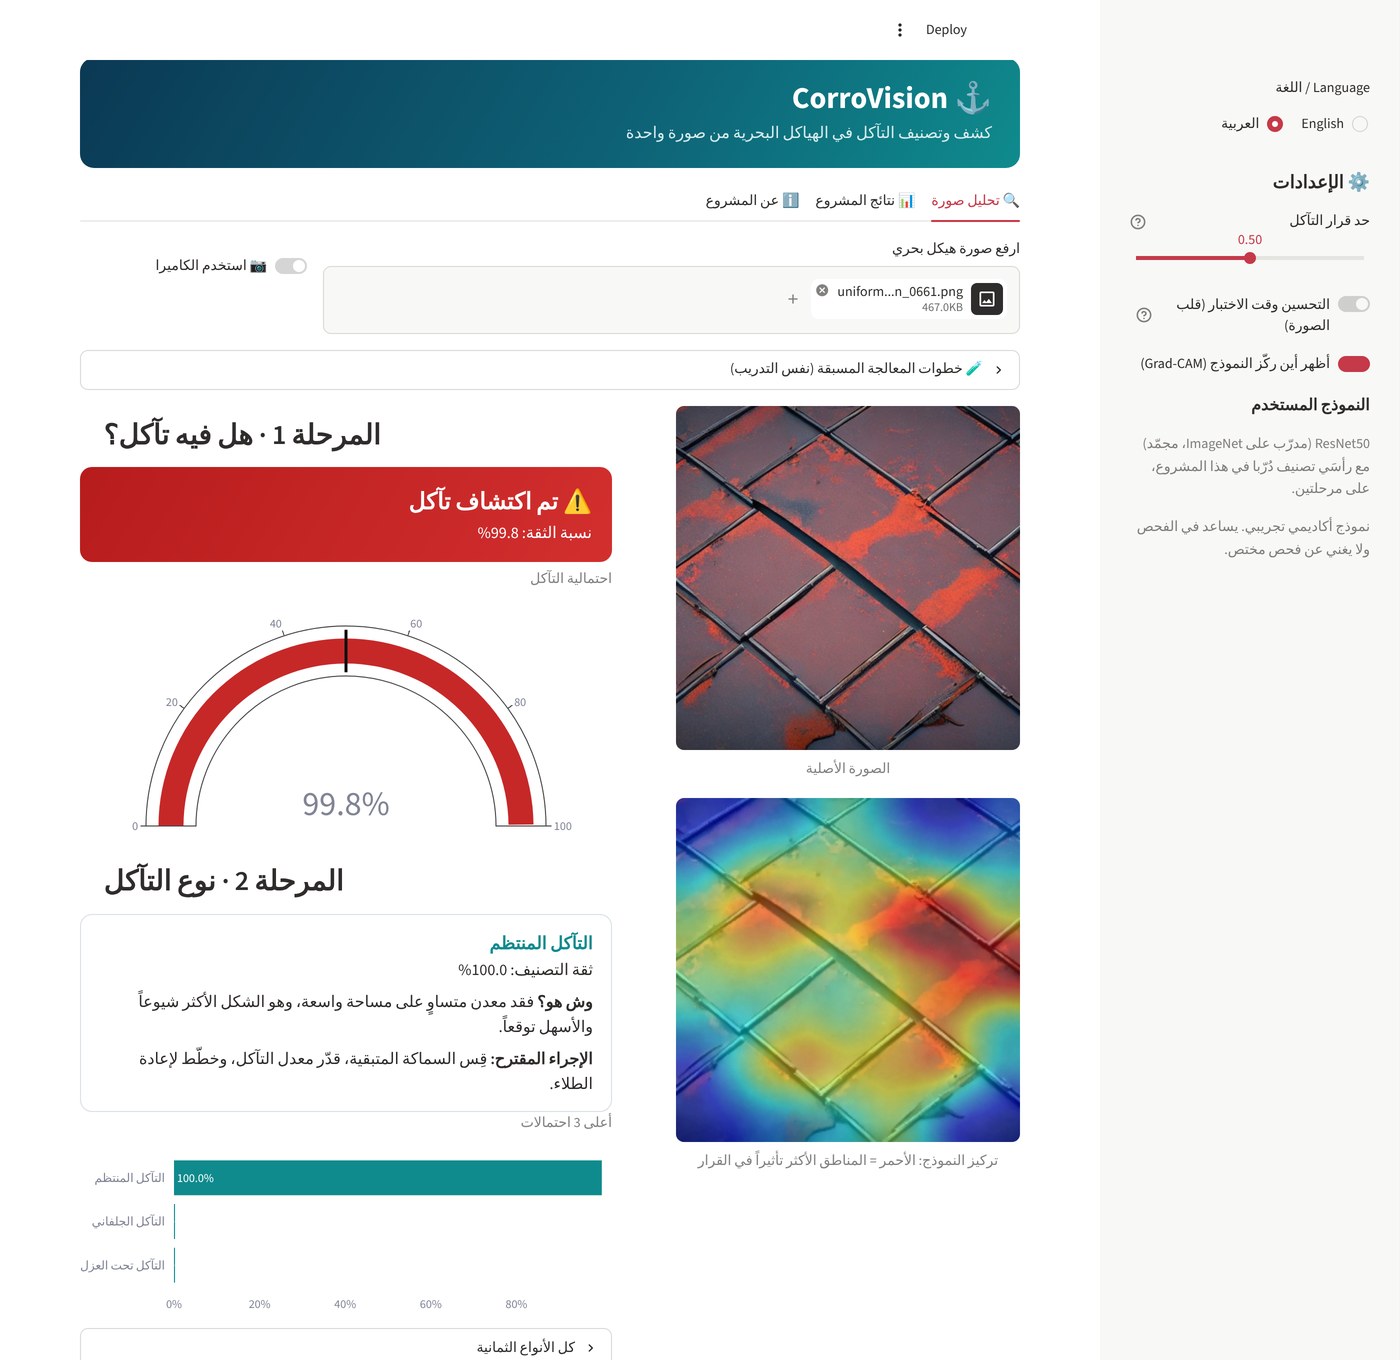 Deploy
Language / اللغة
English
العربية
⚙️ الإعدادات
حد قرار التآكل
0.50
التحسين وقت الاختبار (قلب
الصورة)
أظهر أين ركّز النموذج (Grad-CAM)
النموذج المستخدم
ResNet50 (مدرّب على ImageNet، مجمّد)
مع رأسَي تصنيف دُرّبا في هذا المشروع،
على مرحلتين.
نموذج أكاديمي تجريبي. يساعد في الفحص
ولا يغني عن فحص مختص.
⚓ CorroVision
كشف وتصنيف التآكل في الهياكل البحرية من صورة واحدة
🔍 تحليل صورة
📊 نتائج المشروع
ℹ️ عن المشروع
ارفع صورة هيكل بحري
uniform...n_0661.png
467.0KB
📷 استخدم الكاميرا
🧪 خطوات المعالجة المسبقة (نفس التدريب)
الصورة الأصلية
تركيز النموذج: الأحمر = المناطق الأكثر تأثيراً في القرار
المرحلة 1 · هل فيه تآكل؟
⚠️ تم اكتشاف تآكل
نسبة الثقة: 99.8%
احتمالية التآكل
0
20
40
60
80
100
99.8%
المرحلة 2 · نوع التآكل
التآكل المنتظم
ثقة التصنيف: 100.0%
وش هو؟ فقد معدن متساوٍ على مساحة واسعة، وهو الشكل الأكثر شيوعاً
والأسهل توقعاً.
الإجراء المقترح: قِس السماكة المتبقية، قدّر معدل التآكل، وخطّط لإعادة
الطلاء.
أعلى 3 احتمالات
التآكل المنتظم
100.0%
التآكل الجلفاني
التآكل تحت العزل
0%
20%
40%
60%
80%
كل الأنواع الثمانية